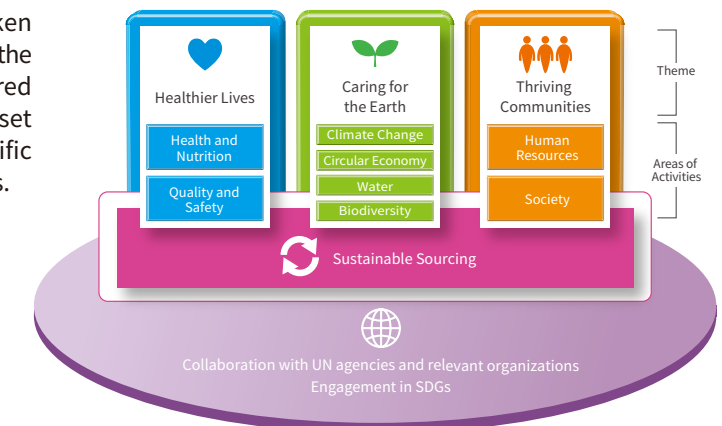 ken
the
red
set
ific
s.
Healthier Lives
Health and
Nutrition
Quality and
Safety
Caring for
the Earth
Climate Change
Circular Economy
Water
Biodiversity
Thriving
Communities
Human
Resources
Society
Theme
Areas of
Activities
Sustainable Sourcing
Collaboration with UN agencies and relevant organizations
Engagement in SDGs